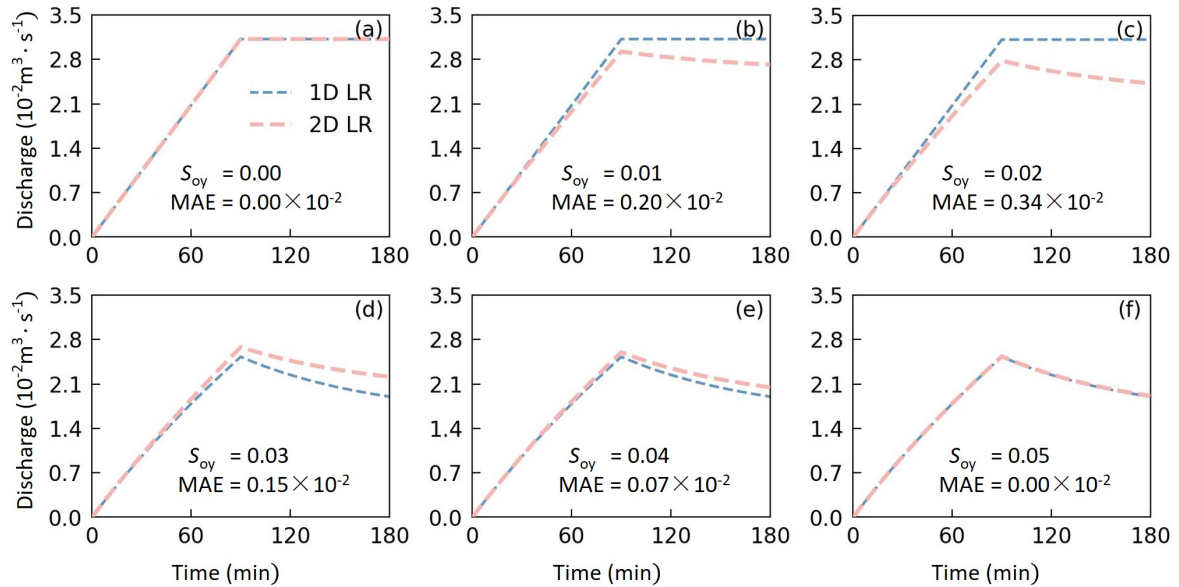 (a)
3.5
2.8
2.1
1.4
0.7
0.0
1D LR
2D LR
Sₒy = 0.00
MAE = 0.00×10⁻²
0 60 120 180
(b)
3.5
2.8
2.1
1.4
0.7
0.0
Sₒy = 0.01
MAE = 0.20×10⁻²
0 60 120 180
(c)
3.5
2.8
2.1
1.4
0.7
0.0
Sₒy = 0.02
MAE = 0.34×10⁻²
0 60 120 180
Discharge (10⁻²m³·s⁻¹)
(d)
3.5
2.8
2.1
1.4
0.7
0.0
Sₒy = 0.03
MAE = 0.15×10⁻²
0 60 120 180
Time (min)
(e)
3.5
2.8
2.1
1.4
0.7
0.0
Sₒy = 0.04
MAE = 0.07×10⁻²
0 60 120 180
Time (min)
(f)
3.5
2.8
2.1
1.4
0.7
0.0
Sₒy = 0.05
MAE = 0.00×10⁻²
0 60 120 180
Time (min)
Discharge (10⁻²m³·s⁻¹)